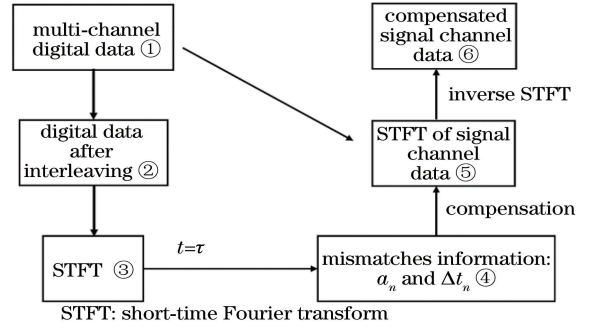 multi-channel
digital data ①
digital data
after
interleaving ②
STFT ③
t=τ
mismatches information:
aₙ and Δtₙ ④
compensation
STFT of signal
channel
data ⑤
inverse STFT
compensated
signal channel
data ⑥
STFT: short-time Fourier transform